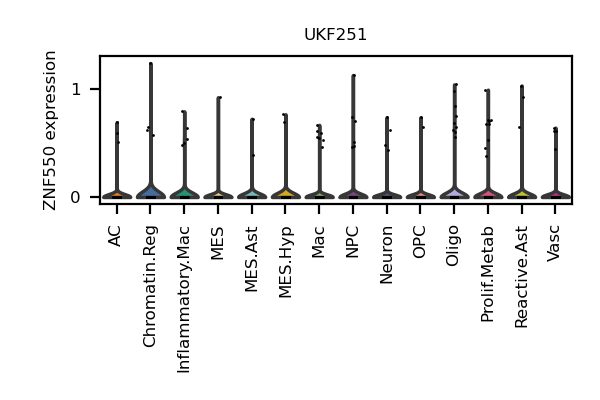 UKF251
ZNF550 expression
1
0
AC
Chromatin.Reg
Inflammatory.Mac
MES
MES.Ast
MES.Hyp
Mac
NPC
Neuron
OPC
Oligo
Prolif.Metab
Reactive.Ast
Vasc